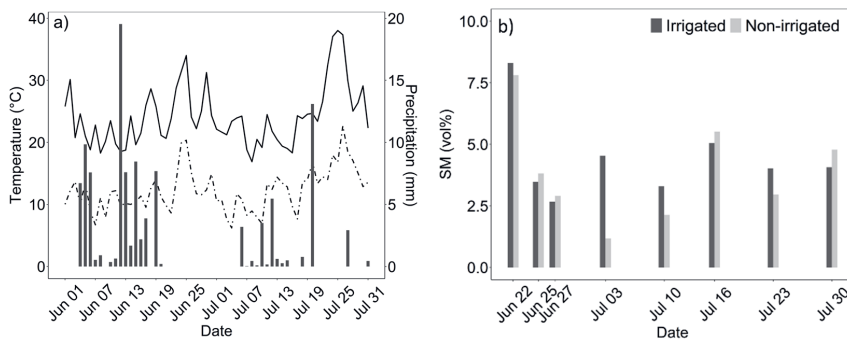 a)
Temperature (°C)
40
30
20
10
0
Precipitation (mm)
20
15
10
5
0
Jun 01
Jun 07
Jun 13
Jun 19
Jun 25
Jul 01
Jul 07
Jul 13
Jul 19
Jul 25
Jul 31
Date
b)
Irrigated
Non-irrigated
SM (vol%)
10.0
7.5
5.0
2.5
0.0
Jun 22
Jun 25
Jun 27
Jul 03
Jul 10
Jul 16
Jul 23
Jul 30
Date